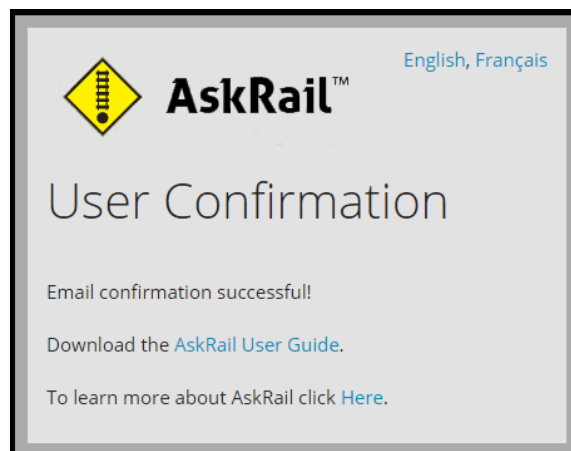 English, Français
AskRail™
User Confirmation
Email confirmation successful!
Download the AskRail User Guide.
To learn more about AskRail click Here.